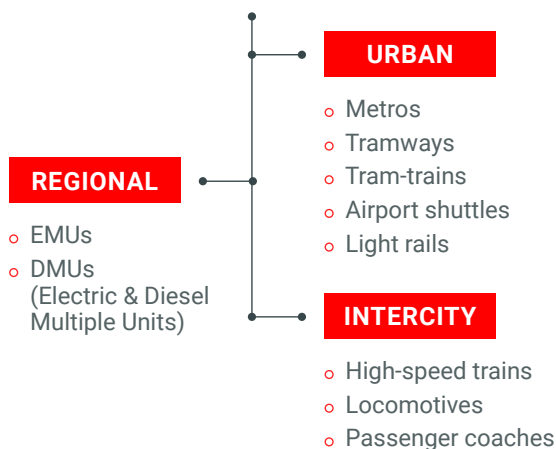 URBAN
Metros
Tramways
Tram-trains
Airport shuttles
Light rails
REGIONAL
EMUs
DMUs
(Electric & Diesel
Multiple Units)
INTERCITY
High-speed trains
Locomotives
Passenger coaches